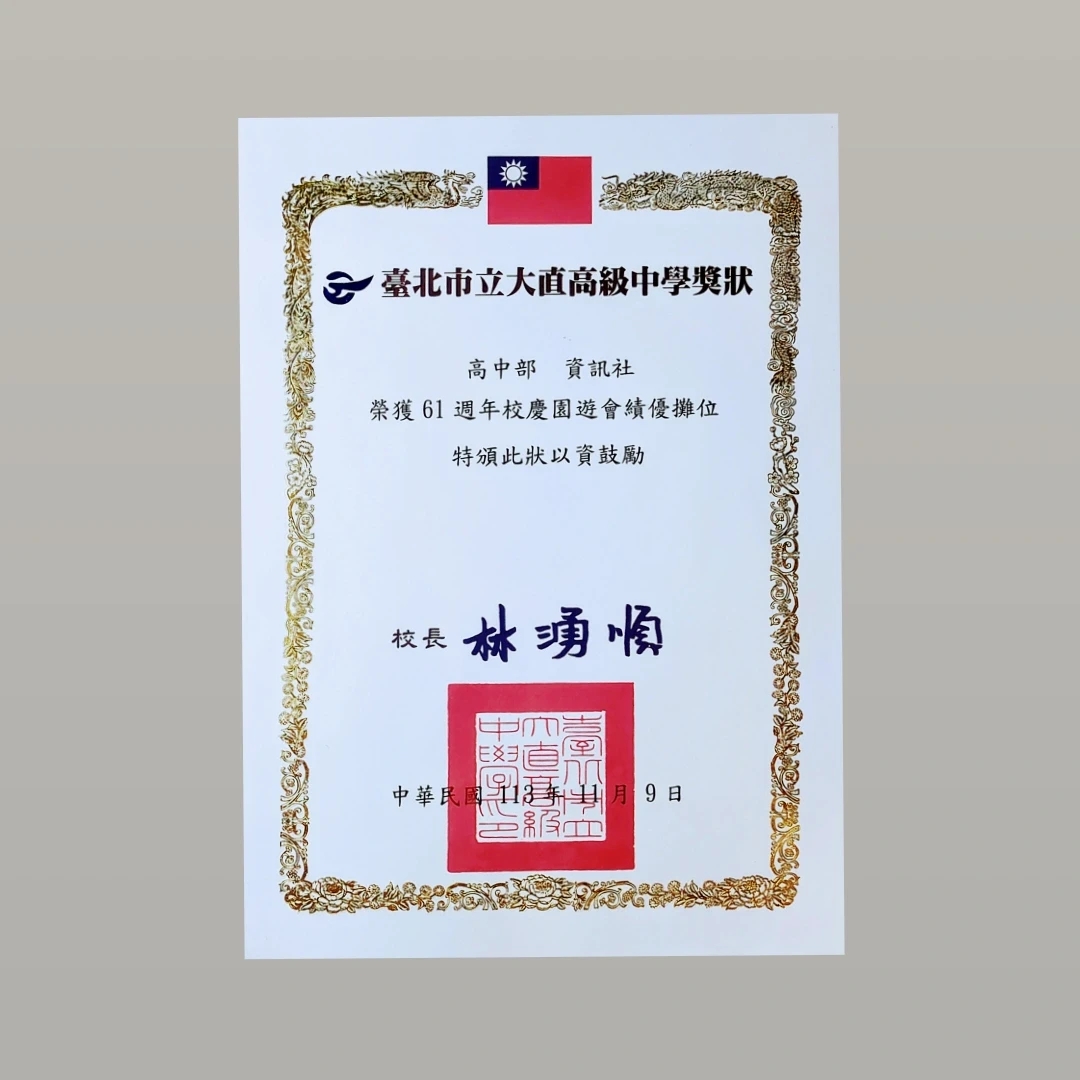 臺北市立大直高級中學獎狀
高中部 資訊社
榮獲 61 週年校慶園遊會績優攤位
特頒此狀以資鼓勵
校長 林湧順
中華民國 113 年 11 月 9 日
臺北市立
大直高級
中學之印